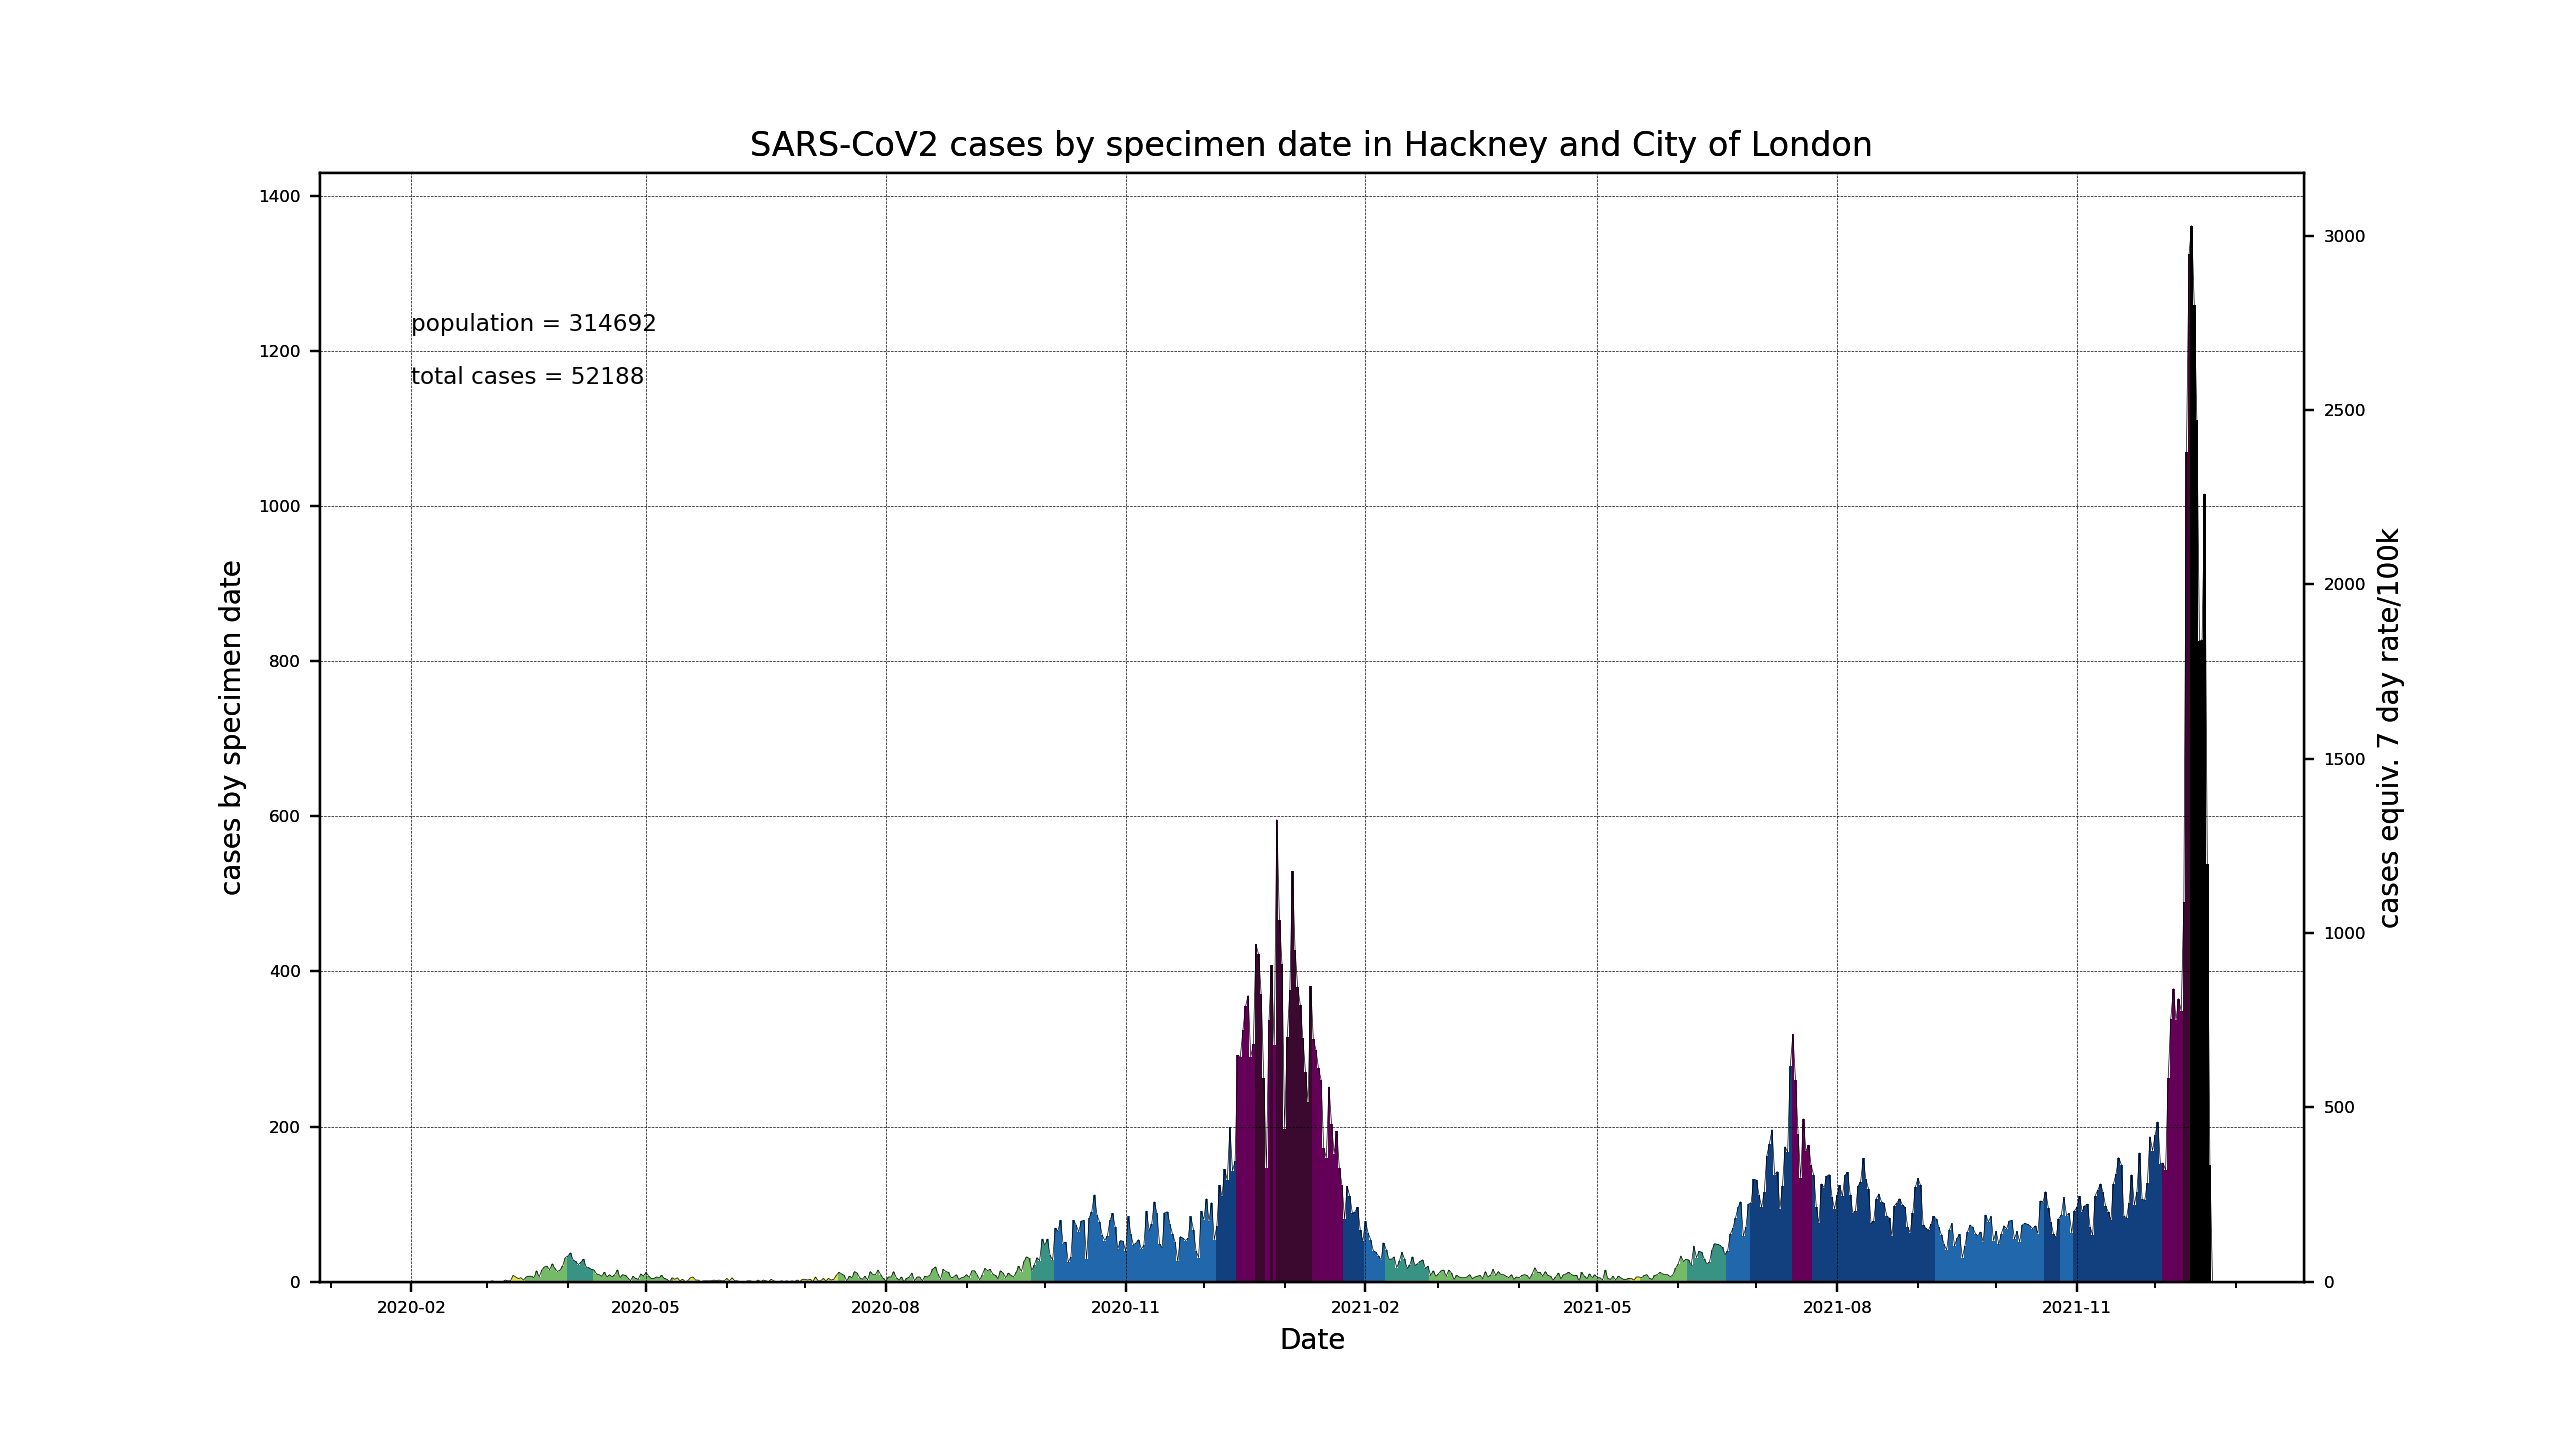 SARS-CoV2 cases by specimen date in Hackney and City of London
population = 314692
total cases = 52188
cases by specimen date
1400
1200
1000
800
600
400
200
0
3000
2500
2000
1500
1000
500
0
cases equiv. 7 day rate/100k
2020-02 2020-05 2020-08 2020-11 2021-02 2021-05 2021-08 2021-11
Date